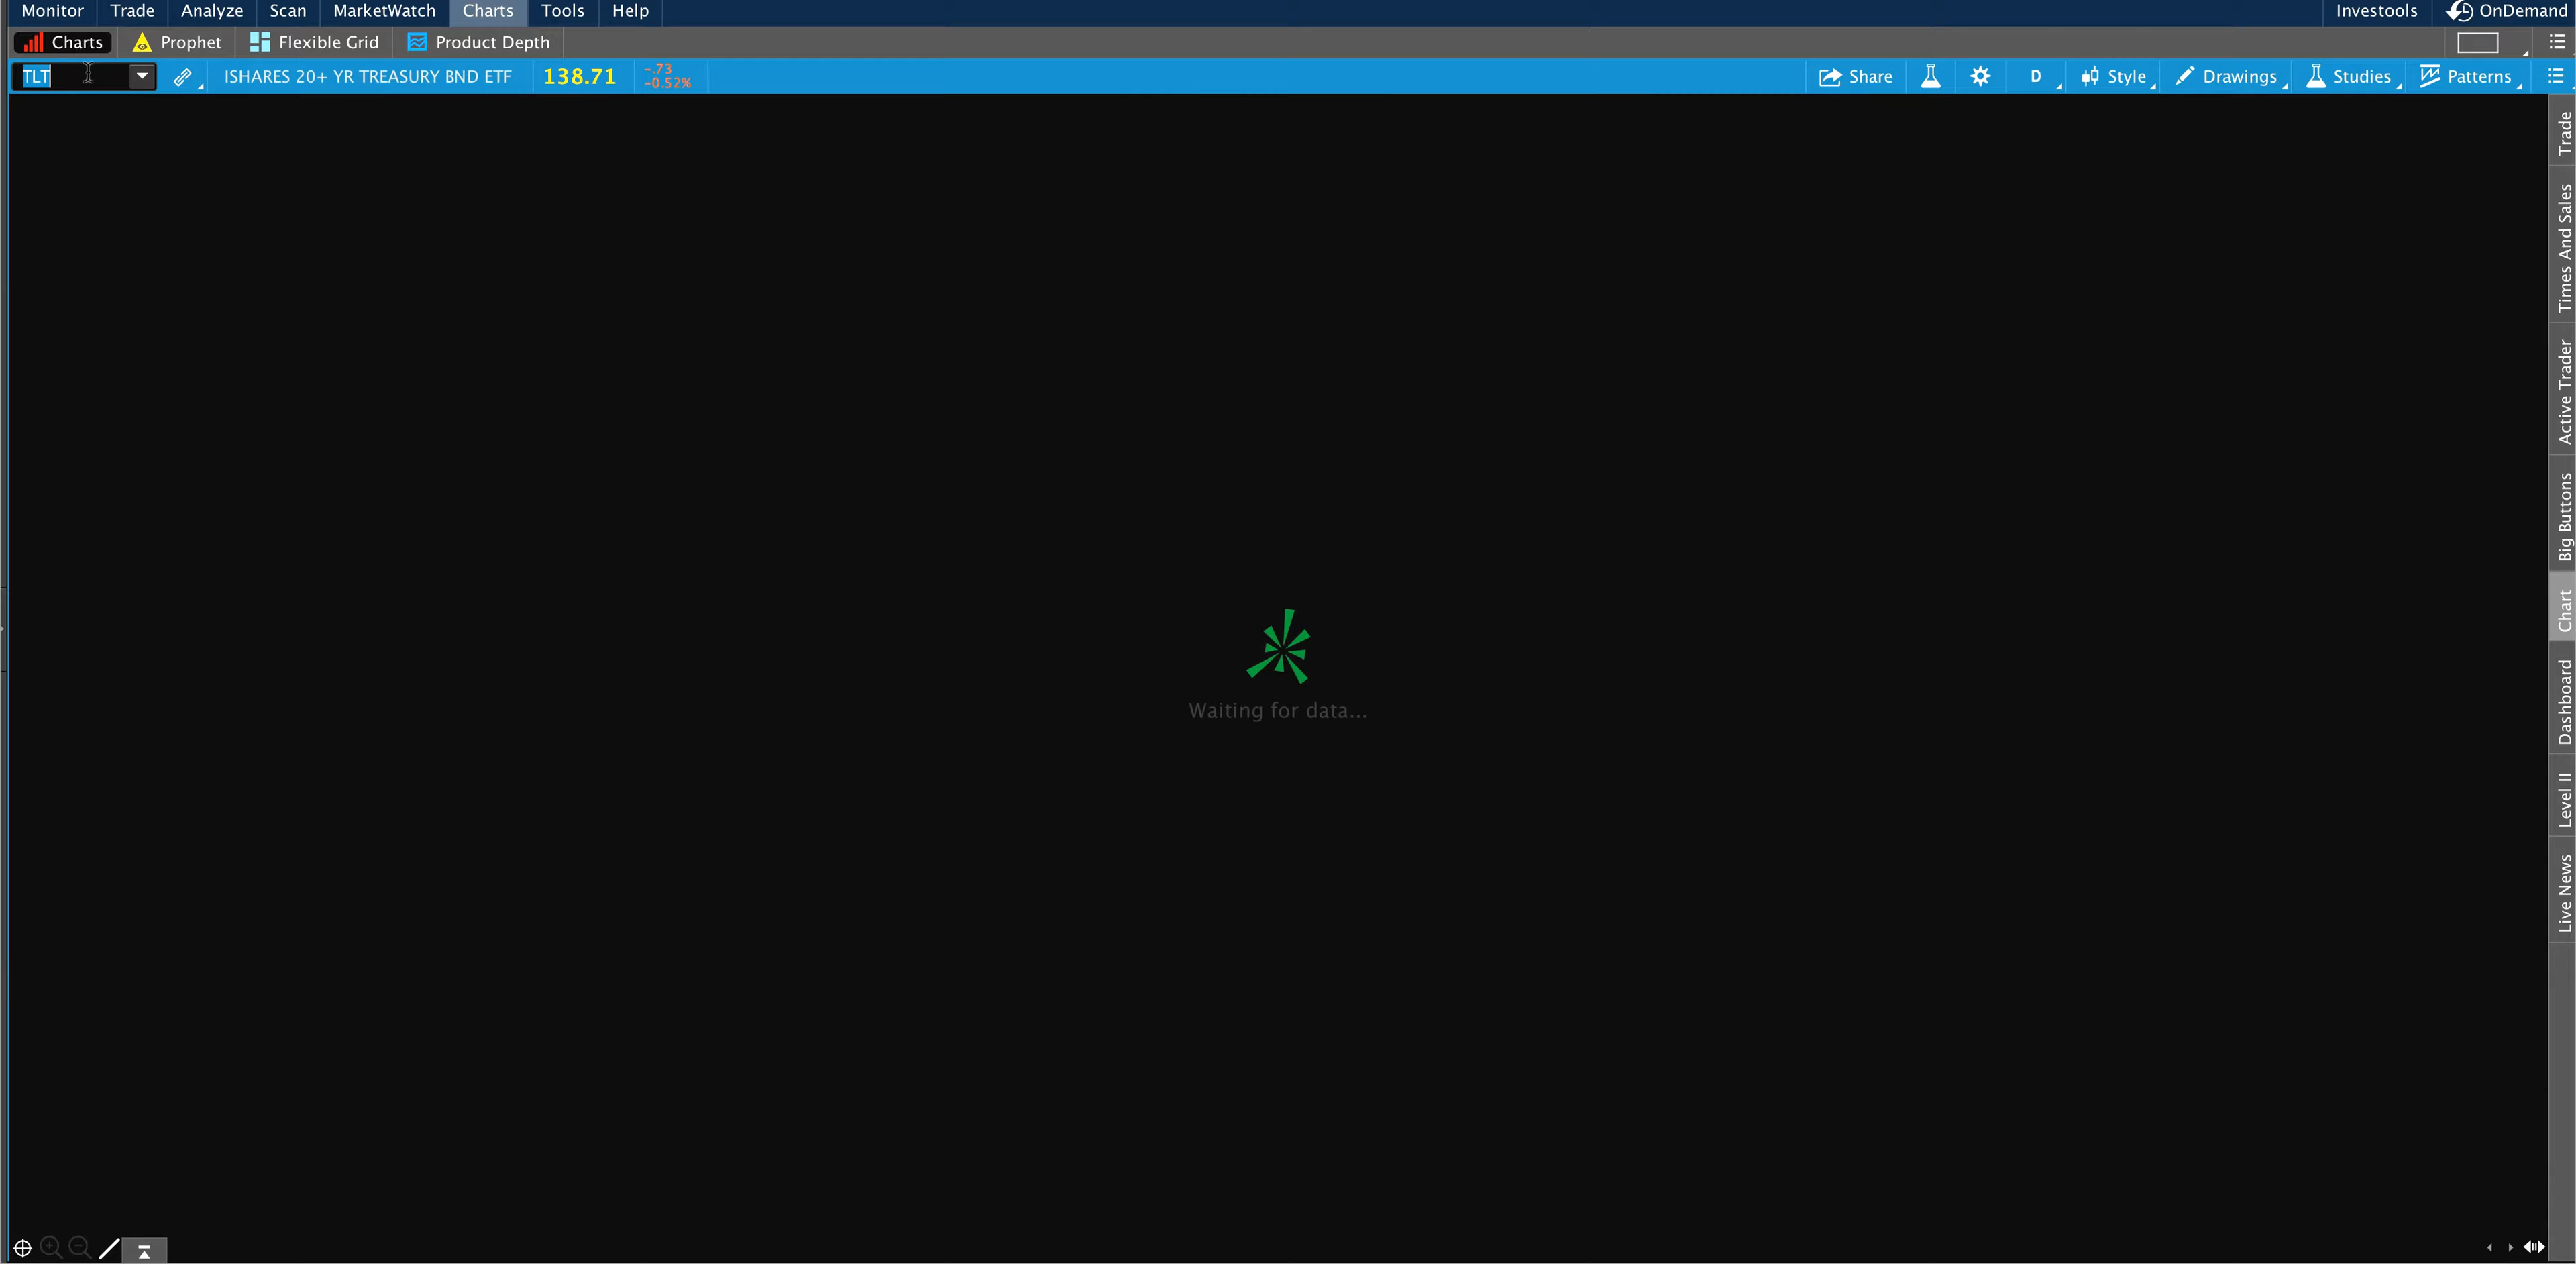 Monitor Trade Analyze Scan MarketWatch Charts Tools Help Investools OnDemand
Charts Prophet Flexible Grid Product Depth
TLT ISHARES 20+ YR TREASURY BND ETF 138.71 -.73 Share D Style Drawings Studies Patterns
-0.52%
Trade
Times And Sales
Active Trader
Big Buttons
Chart
Dashboard
Level II
Live News
Waiting for data...